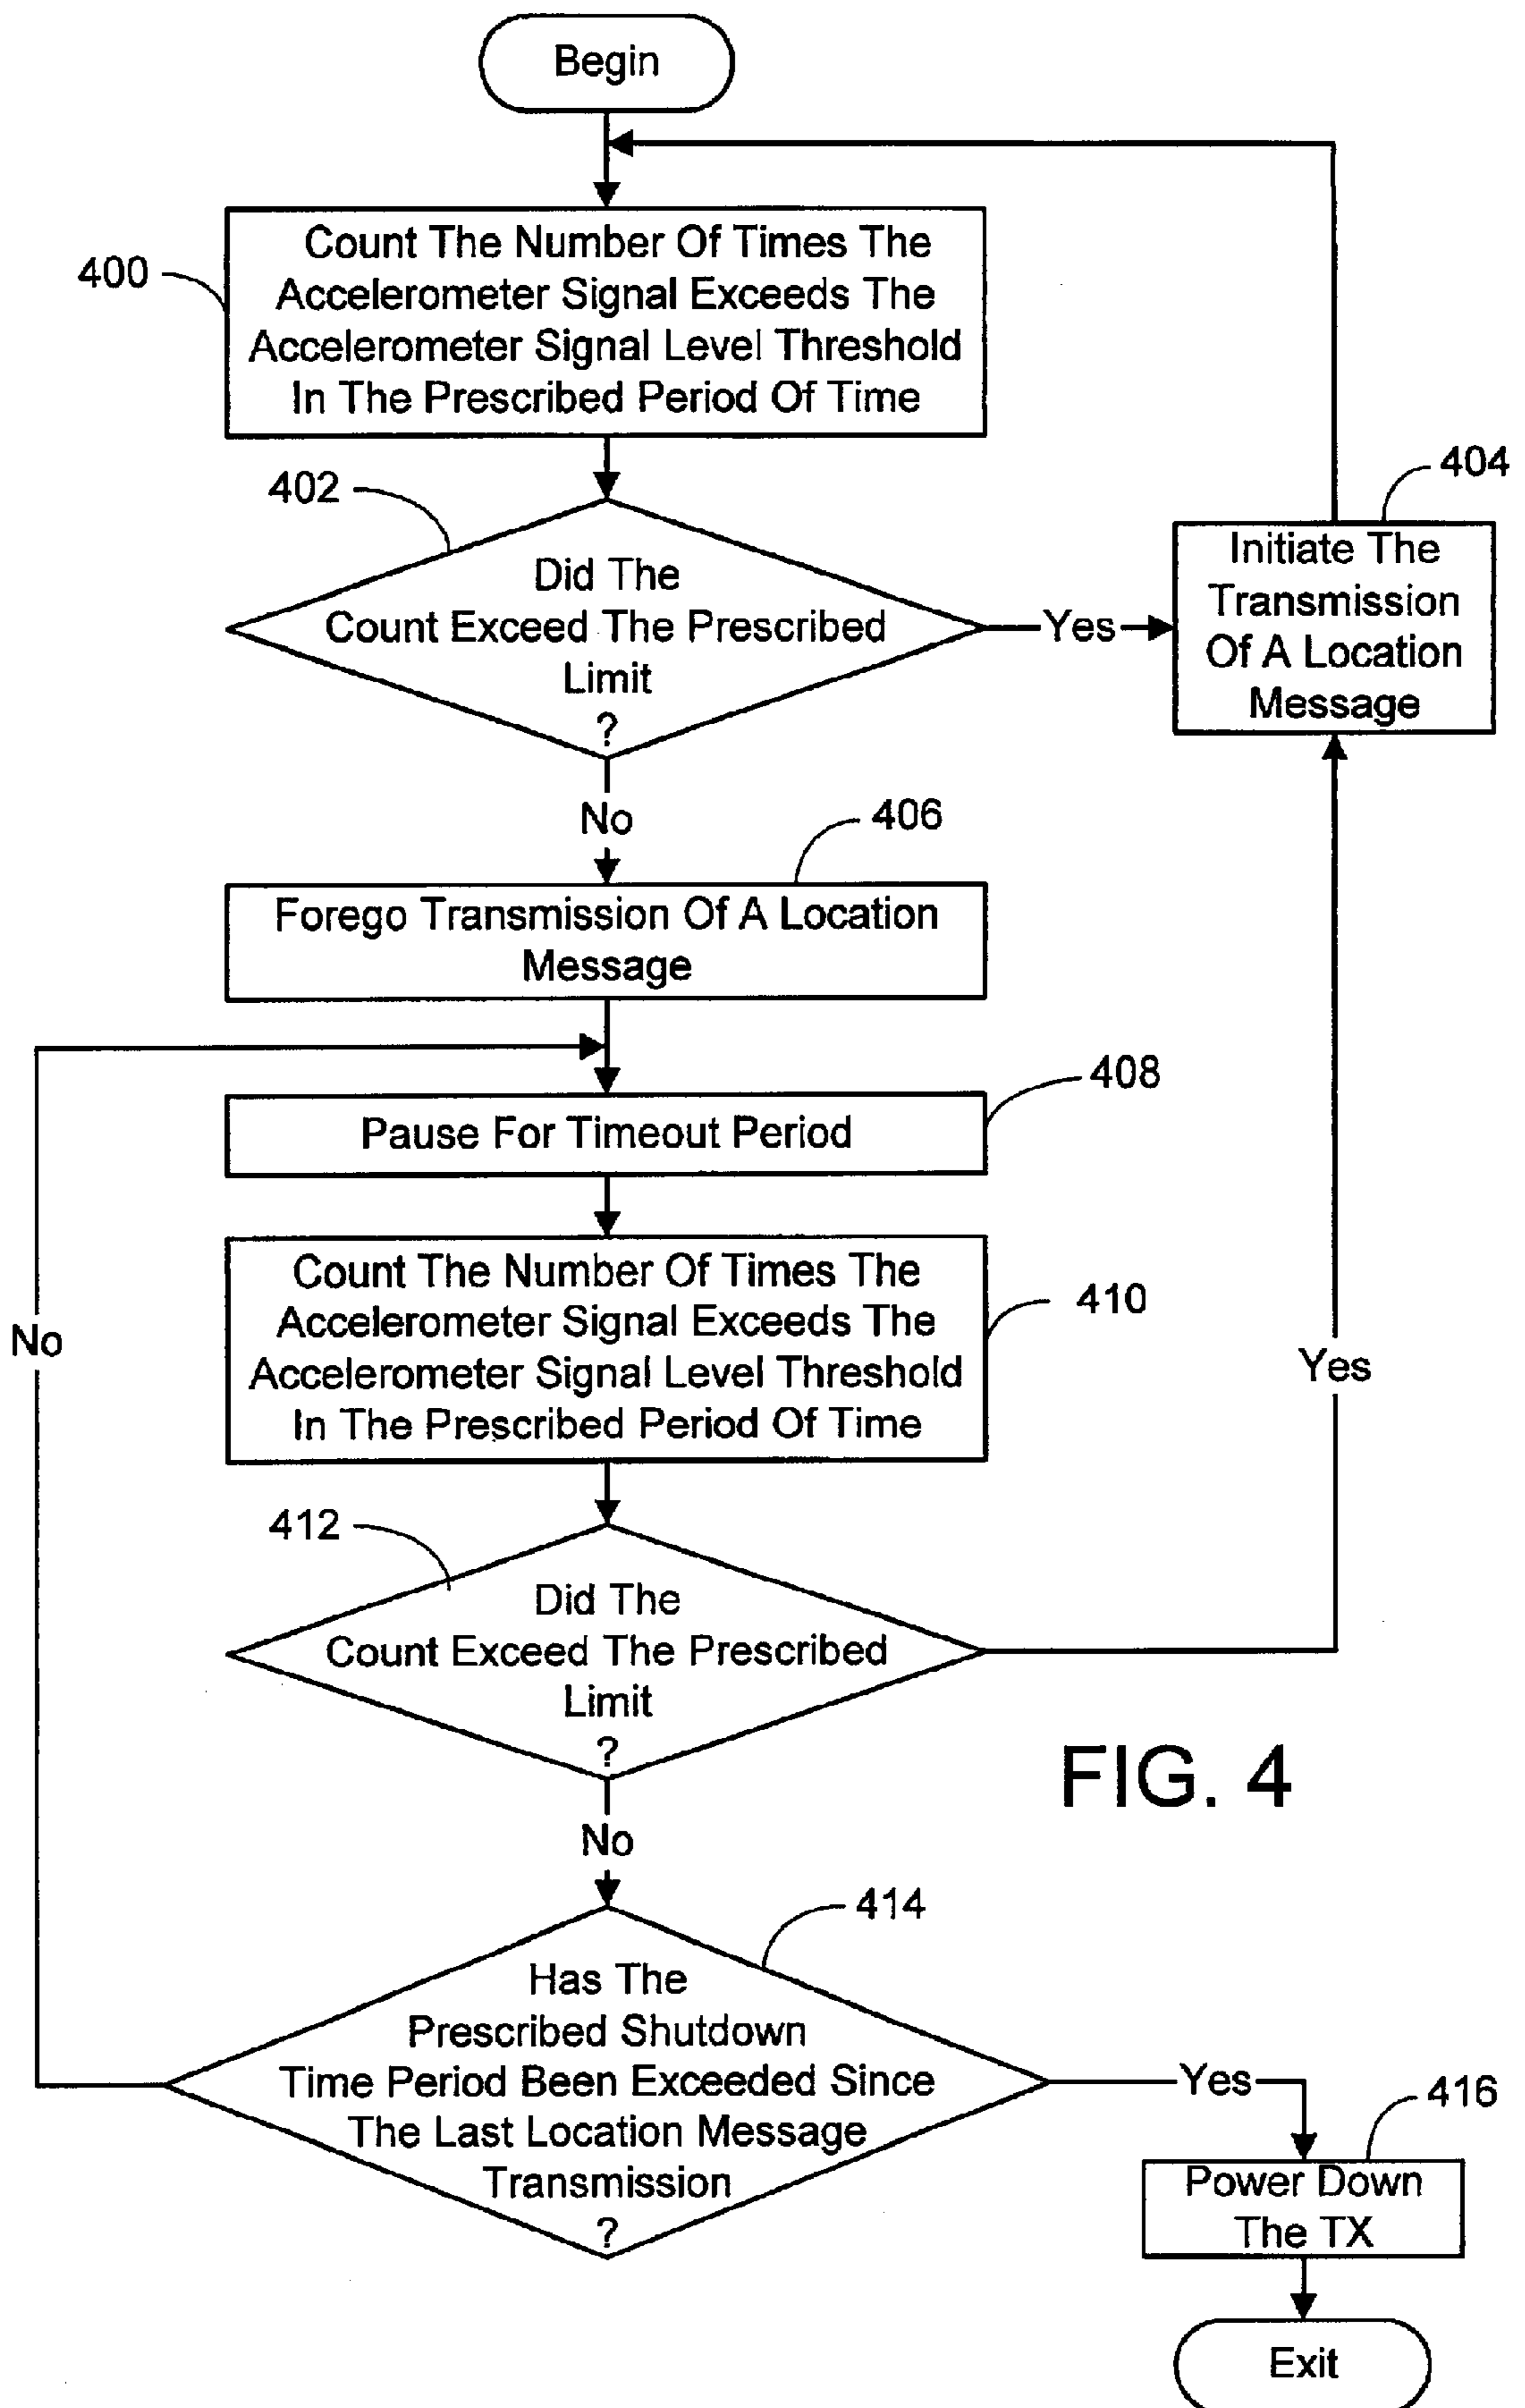 Begin
400
Count The Number Of Times The
Accelerometer Signal Exceeds The
Accelerometer Signal Level Threshold
In The Prescribed Period Of Time
402
Did The
Count Exceed The Prescribed
Limit
?
Yes
404
Initiate The
Transmission
Of A Location
Message
No
406
Forego Transmission Of A Location
Message
408
Pause For Timeout Period
410
Count The Number Of Times The
Accelerometer Signal Exceeds The
Accelerometer Signal Level Threshold
In The Prescribed Period Of Time
No
Yes
412
Did The
Count Exceed The Prescribed
Limit
?
FIG. 4
No
414
Has The
Prescribed Shutdown
Time Period Been Exceeded Since
The Last Location Message
Transmission
?
Yes
416
Power Down
The TX
Exit